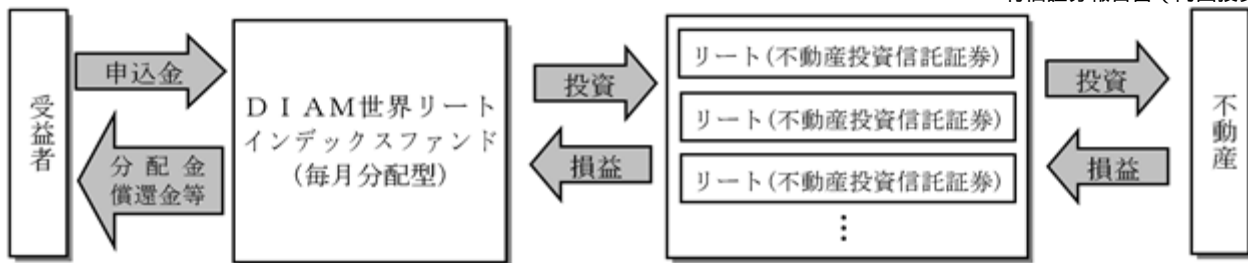 受益者
申込金
分配金
償還金等
ＤＩＡＭ世界リート
インデックスファンド
(毎月分配型)
投資
損益
リート(不動産投資信託証券)
リート(不動産投資信託証券)
リート(不動産投資信託証券)
⋮
投資
損益
不動産